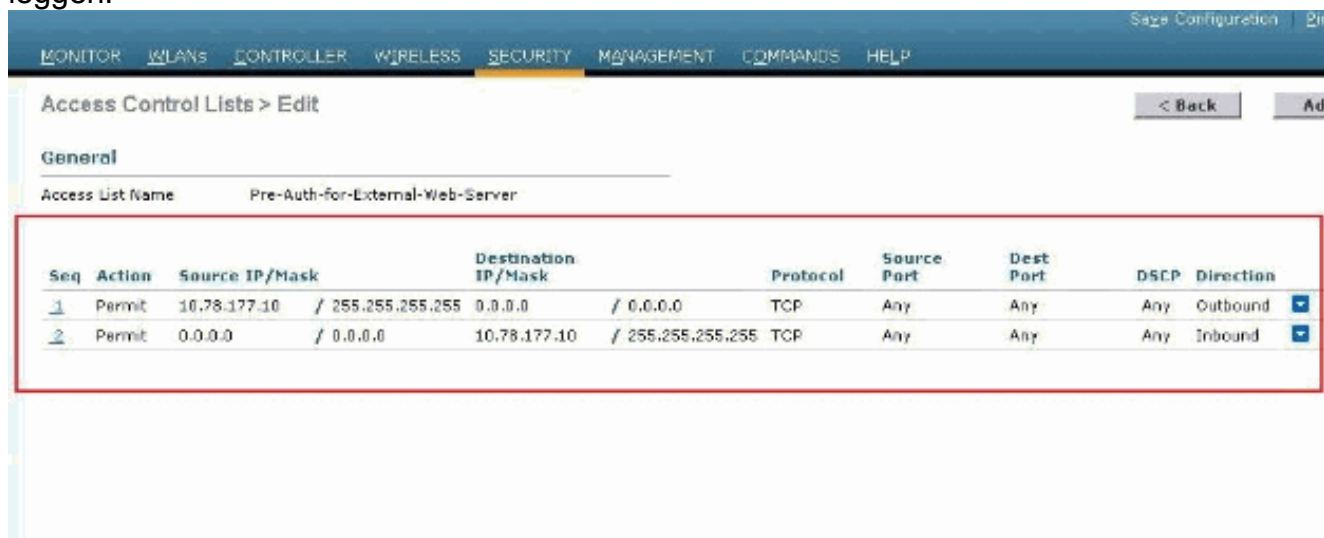 Save Configuration
MONITOR WLANs CONTROLLER WIRELESS SECURITY MANAGEMENT COMMANDS HELP
Access Control Lists > Edit
< Back
General
Access List Name Pre-Auth-for-External-Web-Server
Seq Action Source IP/Mask Destination IP/Mask Protocol Source Port Dest Port DSCP Direction
1 Permit 10.78.177.10 / 255.255.255.255 0.0.0.0 / 0.0.0.0 TCP Any Any Any Outbound
2 Permit 0.0.0.0 / 0.0.0.0 10.78.177.10 / 255.255.255.255 TCP Any Any Any Inbound